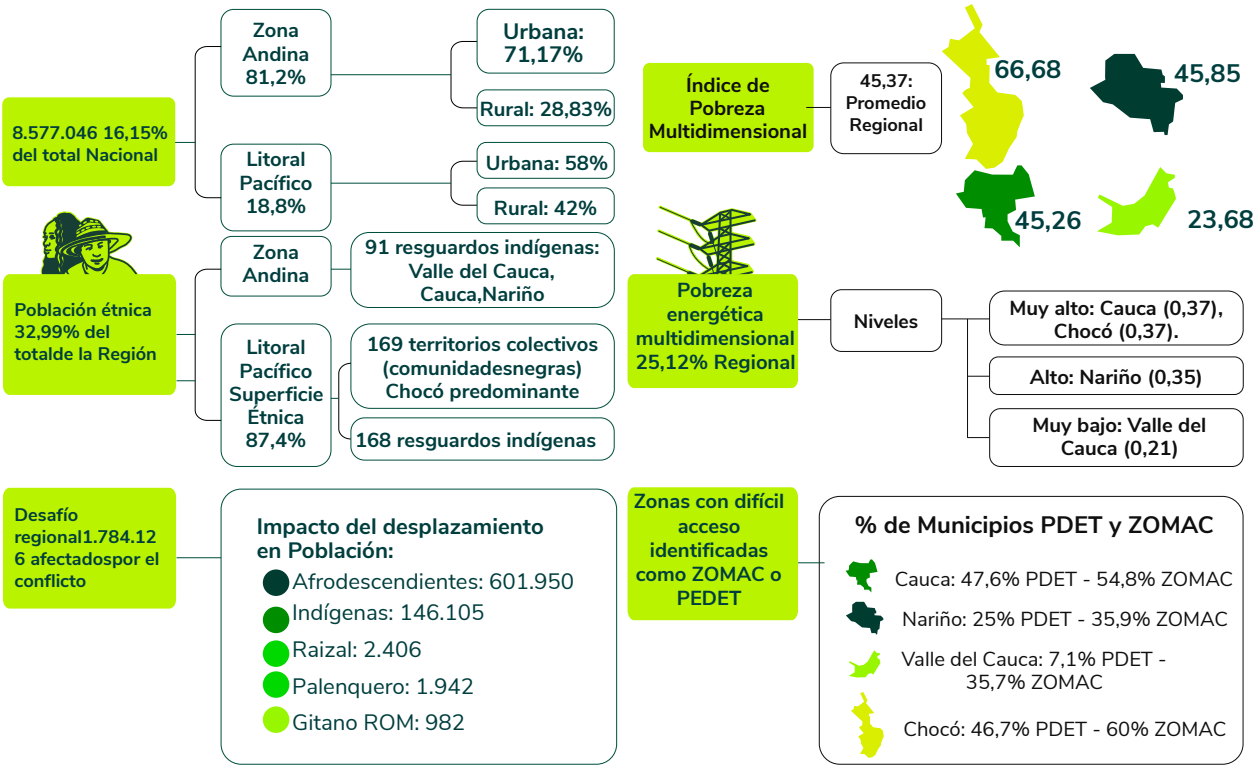 8.577.046 16,15%
del total Nacional
Zona
Andina
81,2%
Urbana:
71,17%
Rural: 28,83%
Litoral
Pacífico
18,8%
Urbana: 58%
Rural: 42%
Población étnica
32,99% del
totalde la Región
Zona
Andina
91 resguardos indígenas:
Valle del Cauca,
Cauca,Nariño
Litoral
Pacífico
Superficie
Étnica
87,4%
169 territorios colectivos
(comunidadesnegras)
Chocó predominante
168 resguardos indígenas
Desafío
regional1.784.12
6 afectadospor el
conflicto
Impacto del desplazamiento
en Población:
Afrodescendientes: 601.950
Indígenas: 146.105
Raizal: 2.406
Palenquero: 1.942
Gitano ROM: 982
Índice de
Pobreza
Multidimensional
45,37:
Promedio
Regional
66,68
45,85
45,26
23,68
Pobreza
energética
multidimensional
25,12% Regional
Niveles
Muy alto: Cauca (0,37),
Chocó (0,37).
Alto: Nariño (0,35)
Muy bajo: Valle del
Cauca (0,21)
Zonas con difícil
acceso
identificadas
como ZOMAC o
PEDET
% de Municipios PDET y ZOMAC
Cauca: 47,6% PDET - 54,8% ZOMAC
Nariño: 25% PDET - 35,9% ZOMAC
Valle del Cauca: 7,1% PDET -
35,7% ZOMAC
Chocó: 46,7% PDET - 60% ZOMAC